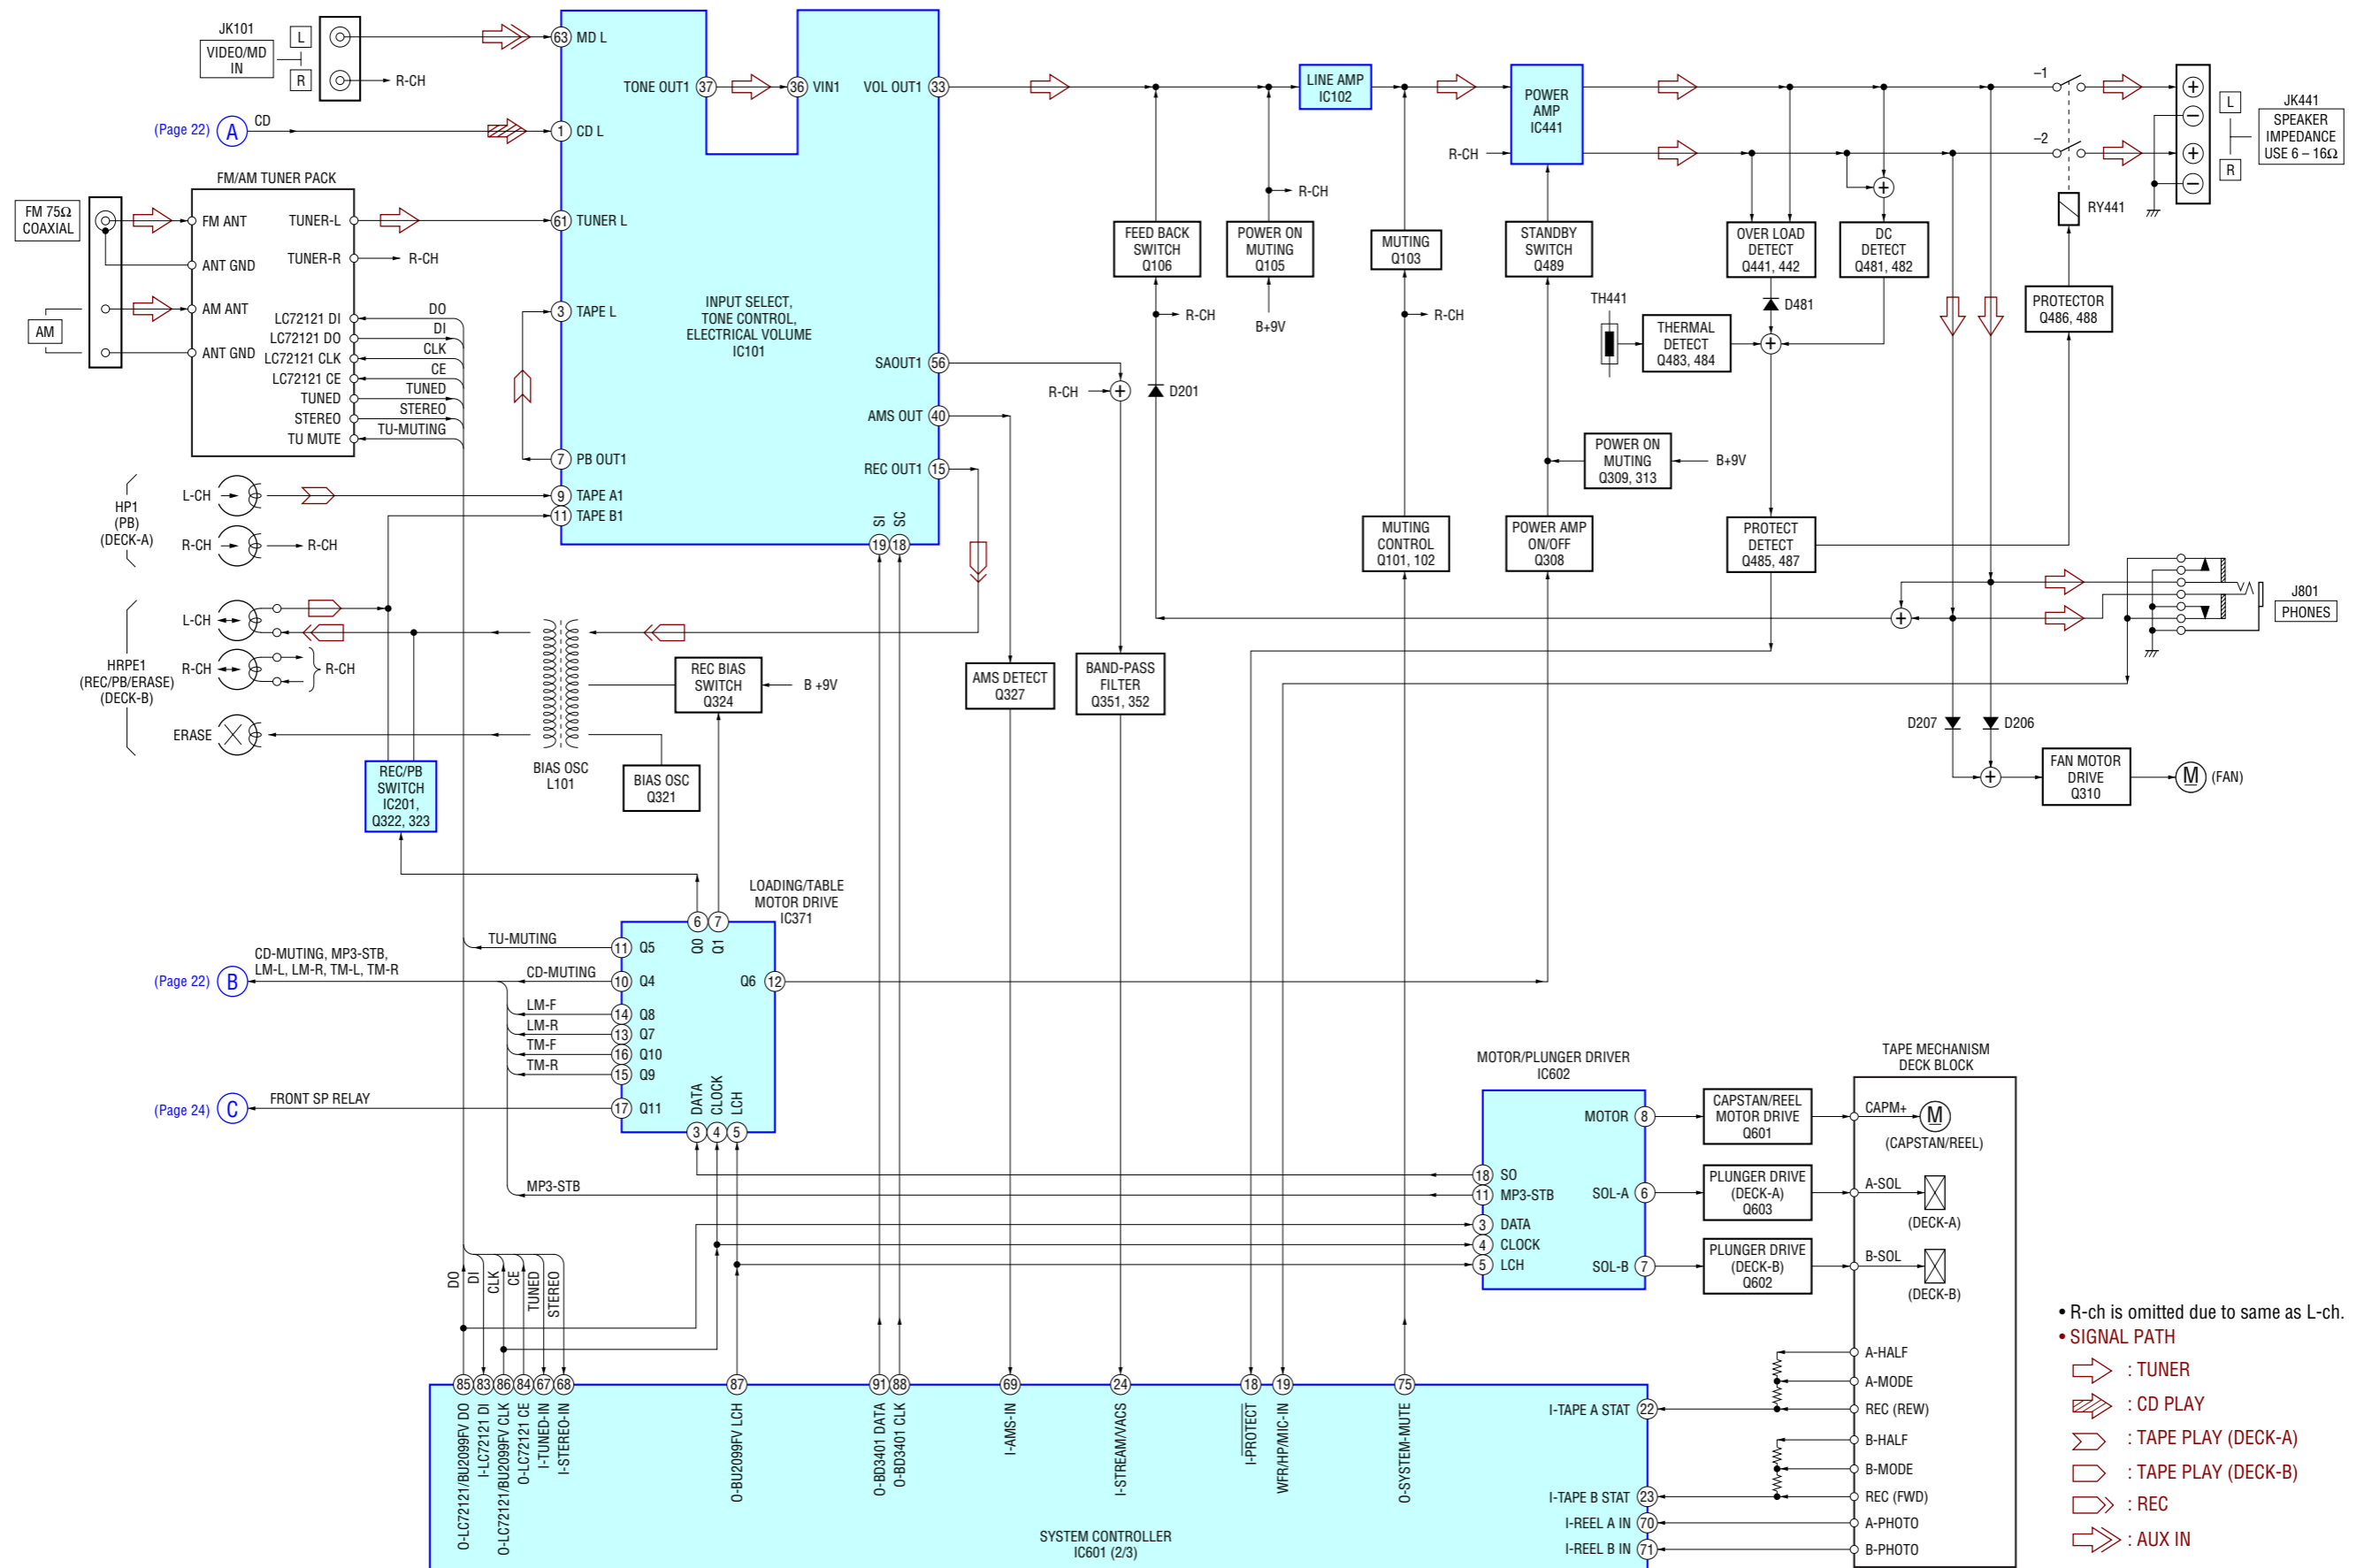 JK101
VIDEO/MD
IN
L
R
R-CH
63 MD L
TONE OUT1 37
36 VIN1
VOL OUT1 33
LINE AMP
IC102
POWER
AMP
IC441
R-CH
–1
–2
L
R
JK441
SPEAKER
IMPEDANCE
USE 6 – 16Ω
(Page 22) A CD
1 CD L
FM/AM TUNER PACK
FM 75Ω
COAXIAL
AM
FM ANT
ANT GND
AM ANT
ANT GND
TUNER-L
TUNER-R
R-CH
LC72121 DI
LC72121 DO
LC72121 CLK
LC72121 CE
TUNED
STEREO
TU MUTE
DO
DI
CLK
CE
TUNED
STEREO
TU-MUTING
61 TUNER L
3 TAPE L
7 PB OUT1
9 TAPE A1
11 TAPE B1
INPUT SELECT,
TONE CONTROL,
ELECTRICAL VOLUME
IC101
SAOUT1 56
AMS OUT 40
REC OUT1 15
SI
SC
19
18
FEED BACK
SWITCH
Q106
R-CH
D201
POWER ON
MUTING
Q105
R-CH
B+9V
R-CH
MUTING
Q103
R-CH
STANDBY
SWITCH
Q489
OVER LOAD
DETECT
Q441, 442
DC
DETECT
Q481, 482
D481
TH441
THERMAL
DETECT
Q483, 484
RY441
PROTECTOR
Q486, 488
POWER ON
MUTING
Q309, 313
B+9V
MUTING
CONTROL
Q101, 102
POWER AMP
ON/OFF
Q308
PROTECT
DETECT
Q485, 487
J801
PHONES
HP1
(PB)
(DECK-A)
L-CH
R-CH
R-CH
HRPE1
(REC/PB/ERASE)
(DECK-B)
L-CH
R-CH
R-CH
ERASE
BIAS OSC
L101
REC BIAS
SWITCH
Q324
B +9V
BIAS OSC
Q321
AMS DETECT
Q327
BAND-PASS
FILTER
Q351, 352
REC/PB
SWITCH
IC201,
Q322, 323
D207
D206
FAN MOTOR
DRIVE
Q310
M (FAN)
LOADING/TABLE
MOTOR DRIVE
IC371
6
7
Q0
Q1
TU-MUTING
11 Q5
CD-MUTING, MP3-STB,
LM-L, LM-R, TM-L, TM-R
(Page 22) B
CD-MUTING
10 Q4
LM-F
14 Q8
LM-R
13 Q7
TM-F
16 Q10
TM-R
15 Q9
(Page 24) C FRONT SP RELAY
17 Q11
Q6 12
DATA
CLOCK
LCH
3
4
5
MP3-STB
MOTOR/PLUNGER DRIVER
IC602
MOTOR 8
18 SO
11 MP3-STB
3 DATA
4 CLOCK
5 LCH
SOL-A 6
SOL-B 7
CAPSTAN/REEL
MOTOR DRIVE
Q601
PLUNGER DRIVE
(DECK-A)
Q603
PLUNGER DRIVE
(DECK-B)
Q602
TAPE MECHANISM
DECK BLOCK
CAPM+
M
(CAPSTAN/REEL)
A-SOL
(DECK-A)
B-SOL
(DECK-B)
A-HALF
A-MODE
REC (REW)
B-HALF
B-MODE
REC (FWD)
A-PHOTO
B-PHOTO
DO
DI
CLK
CE
TUNED
STEREO
85
83
86
84
67
68
87
91
88
69
24
18
19
75
O-LC72121/BU2099FV DO
I-LC72121 DI
O-LC72121/BU2099FV CLK
O-LC72121 CE
I-TUNED-IN
I-STEREO-IN
O-BU2099FV LCH
O-BD3401 DATA
O-BD3401 CLK
I-AMS-IN
I-STREAM/VACS
I-PROTECT
WFR/HP/MIC-IN
O-SYSTEM-MUTE
I-TAPE A STAT 22
I-TAPE B STAT 23
I-REEL A IN 70
I-REEL B IN 71
SYSTEM CONTROLLER
IC601 (2/3)
• R-ch is omitted due to same as L-ch.
• SIGNAL PATH
: TUNER
: CD PLAY
: TAPE PLAY (DECK-A)
: TAPE PLAY (DECK-B)
: REC
: AUX IN